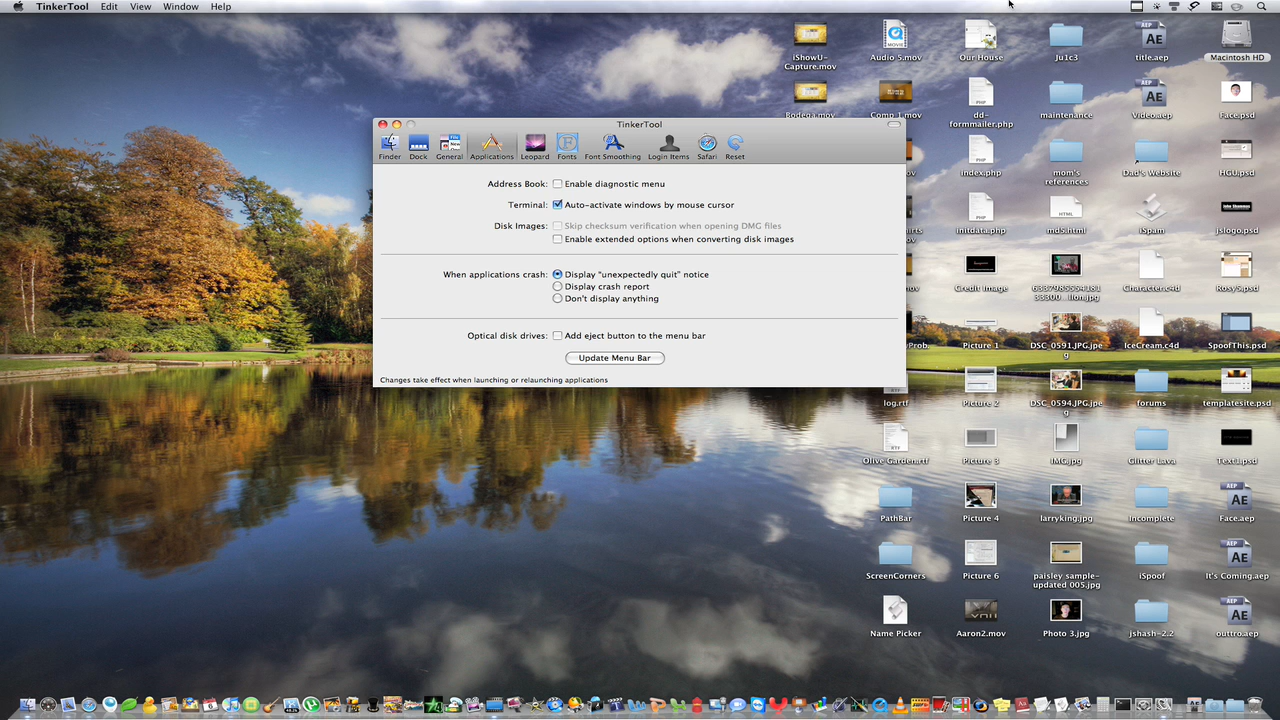 TinkerTool Edit View Window Help
TinkerTool
Finder Dock General Applications Leopard Fonts Font Smoothing Login Items Safari Reset
Address Book: Enable diagnostic menu
Terminal: Auto-activate windows by mouse cursor
Disk Images: Skip checksum verification when opening DMG files
Enable extended options when converting disk images
When applications crash: Display "unexpectedly quit" notice
Display crash report
Don't display anything
Optical disk drives: Add eject button to the menu bar
Update Menu Bar
Changes take effect when launching or relaunching applications
iShowU-
Capture.mov
Audio 5.mov
Our House
Ju1c3
title.aep
Macintosh HD
Bodega.mov
Comp 1.mov
dd-
formmailer.php
maintenance
Video.aep
Face.psd
index.php
mom's
references
Dad's Website
HGU.psd
initdata.php
md5.html
iSpam
jslogo.psd
Credit Image
Character.c4d
Rosy5.psd
Picture 1
DSC_0591.JPG.jpe
g
IceCream.c4d
SpoofThis.psd
log.rtf
Picture 2
DSC_0594.JPG.jpe
g
forums
templatesite.psd
Olive Garden.rtf
Picture 3
IMG.jpg
Glitter Lava
Text1.psd
PathBar
Picture 4
larryking.jpg
Incomplete
Face.aep
ScreenCorners
Picture 6
paisley sample-
updated 005.jpg
iSpoof
It's Coming.aep
Name Picker
Aaron2.mov
Photo 3.jpg
jshash-2.2
outtro.aep